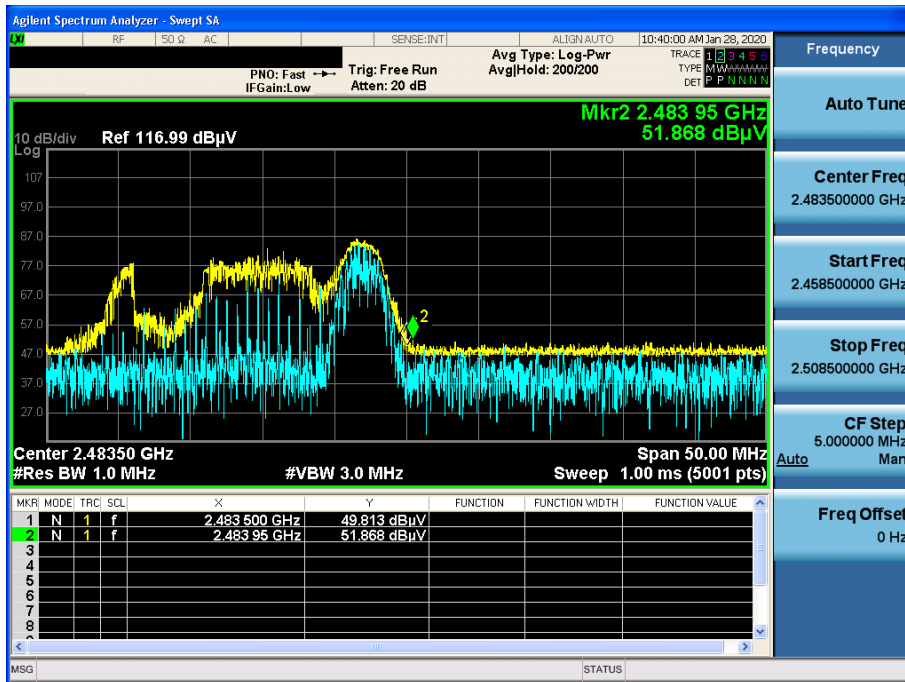 Agilent Spectrum Analyzer - Swept SA
LXI RF 50 Ω AC SENSE:INT ALIGN AUTO 10:40:00 AM Jan 28, 2020
Frequency
PNO: Fast
IFGain:Low
Trig: Free Run
Atten: 20 dB
Avg Type: Log-Pwr
Avg|Hold: 200/200
TRACE 1 2 3 4 5 6
TYPE M W W W W W
DET P P N N N N
Auto Tune
Mkr2 2.483 95 GHz
51.868 dBµV
10 dB/div
Log
Ref 116.99 dBµV
107
97.0
87.0
77.0
67.0
57.0
47.0
37.0
27.0
2
Center Freq
2.483500000 GHz
Start Freq
2.458500000 GHz
Stop Freq
2.508500000 GHz
CF Step
5.000000 MHz
Auto Man
Center 2.48350 GHz
Span 50.00 MHz
#Res BW 1.0 MHz
#VBW 3.0 MHz
Sweep 1.00 ms (5001 pts)
MKR MODE TRC SCL X Y FUNCTION FUNCTION WIDTH FUNCTION VALUE
1 N 1 f 2.483 500 GHz 49.813 dBµV
2 N 1 f 2.483 95 GHz 51.868 dBµV
3
4
5
6
7
8
Freq Offset
0 Hz
MSG
STATUS